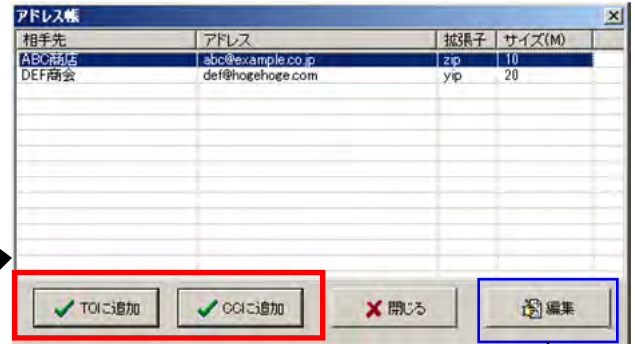 アドレス帳
相手先 アドレス 拡張子 サイズ(M)
ABC商店 abc@example.co.jp zip 10
DEF商会 def@hogehoge.com yip 20
TOに追加 CCに追加 閉じる 編集